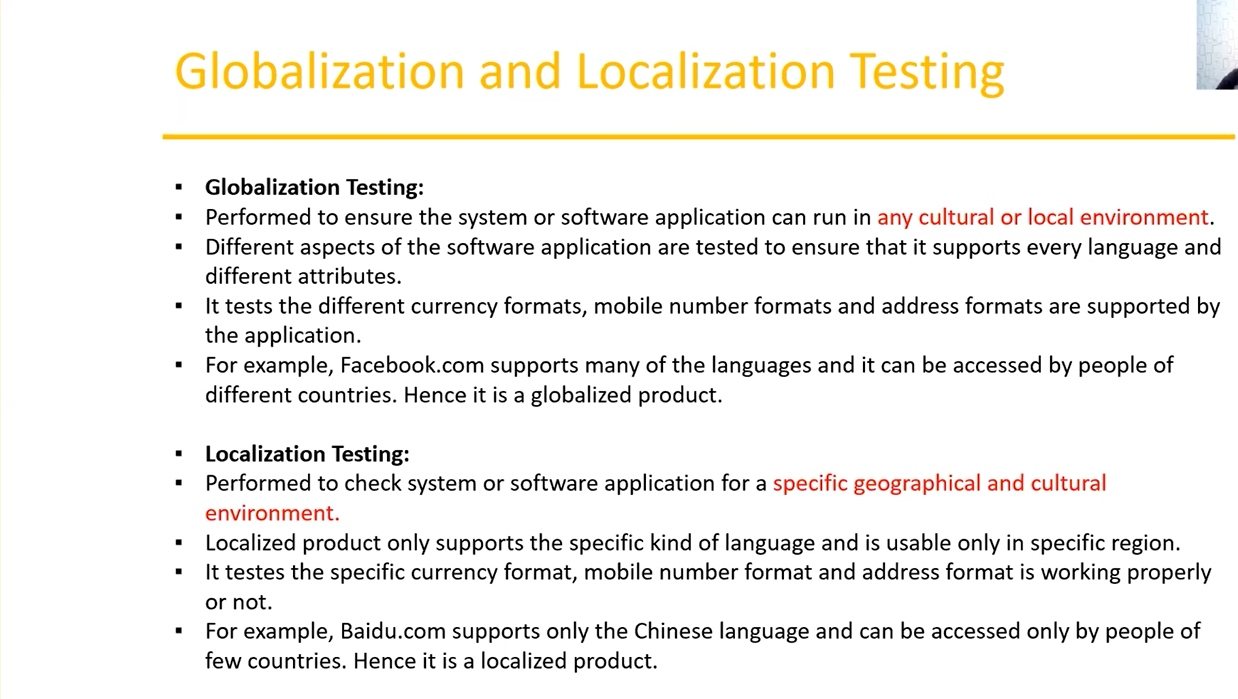 Globalization and Localization Testing
▪ Globalization Testing:
▪ Performed to ensure the system or software application can run in any cultural or local environment.
▪ Different aspects of the software application are tested to ensure that it supports every language and
different attributes.
▪ It tests the different currency formats, mobile number formats and address formats are supported by
the application.
▪ For example, Facebook.com supports many of the languages and it can be accessed by people of
different countries. Hence it is a globalized product.
▪ Localization Testing:
▪ Performed to check system or software application for a specific geographical and cultural
environment.
▪ Localized product only supports the specific kind of language and is usable only in specific region.
▪ It testes the specific currency format, mobile number format and address format is working properly
or not.
▪ For example, Baidu.com supports only the Chinese language and can be accessed only by people of
few countries. Hence it is a localized product.